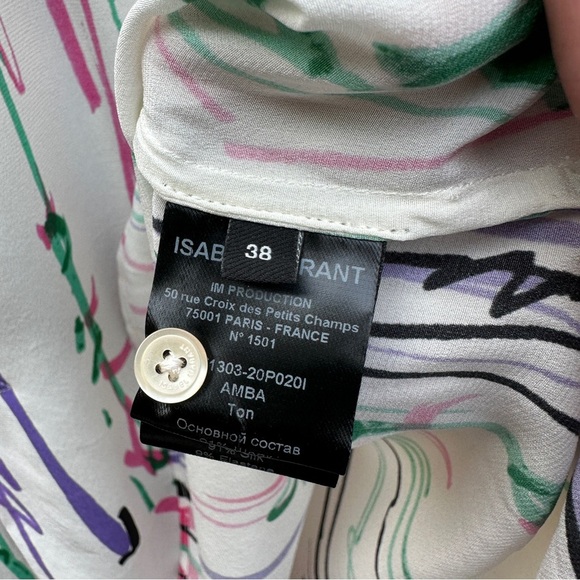 38
ISAB RANT
IM PRODUCTION
50 rue Croix des Petits Champs
75001 PARIS - FRANCE
N° 1501
1303-20P020I
AMBA
Топ
Основной состав